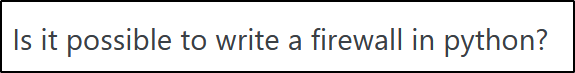 Is it possible to write a firewall in python?